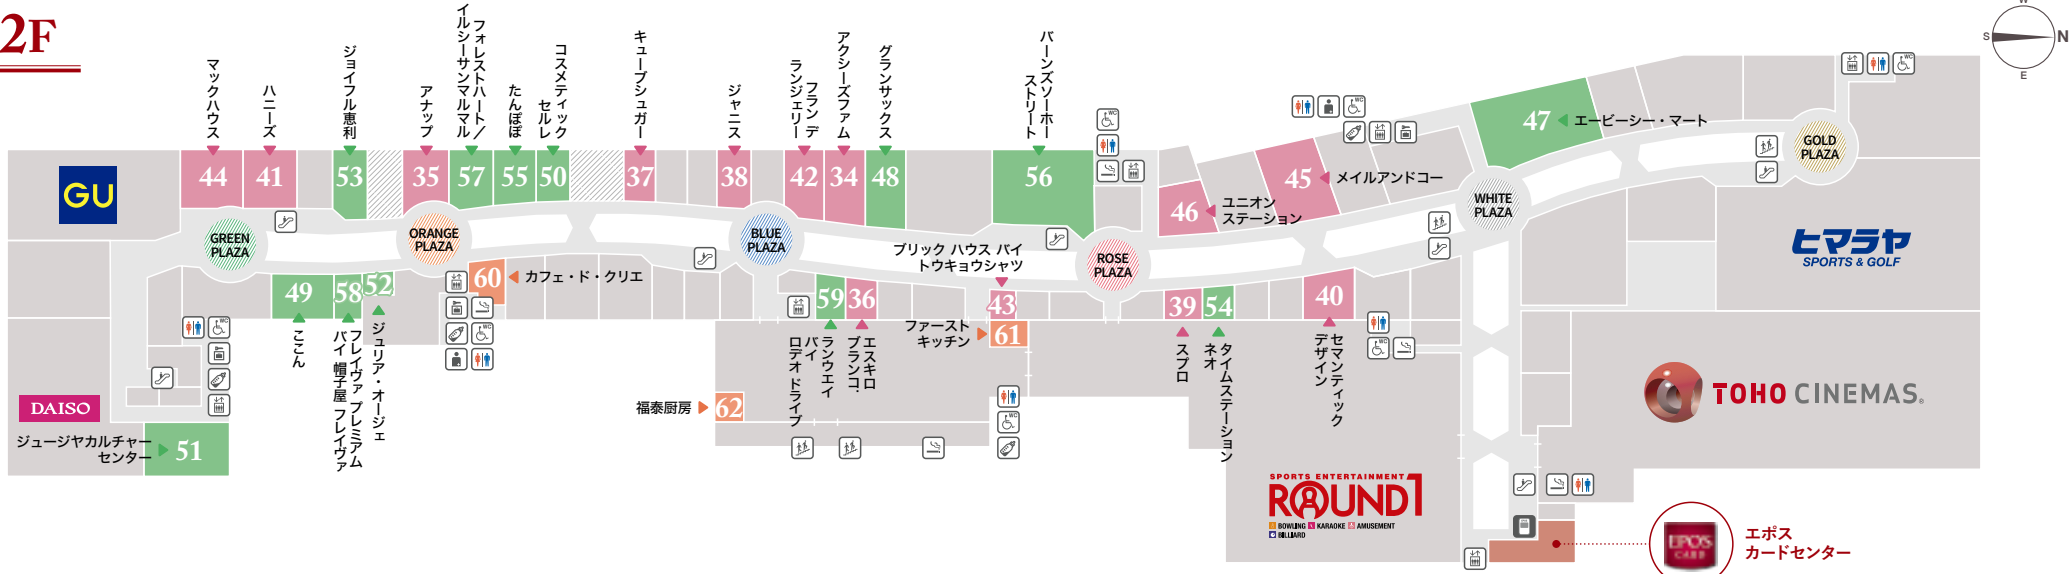 2F
マックハウス
ハニーズ
ジョイフル恵利
アナップ
フォレストハート／
イルシーサンマルマル
たんぽぽ
コスメティック
セルレ
キューブシュガー
ジャニス
フラン デ
ランジェリー
アクシーズファム
グランサックス
バーンズソーホー
ストリート
W
S
N
E
GU
44
41
53
35
57
55
50
37
38
42
34
48
56
46
ユニオン
ステーション
45
メイルアンドコー
47
エービーシー・マート
GREEN
PLAZA
ORANGE
PLAZA
BLUE
PLAZA
ROSE
PLAZA
WHITE
PLAZA
GOLD
PLAZA
ブリック ハウス バイ
トウキョウシャツ
49
58
52
60
カフェ・ド・クリエ
59
36
43
39
54
40
ファースト
キッチン
61
福泰厨房
62
ここん
フレイヴァ プレミアム
バイ 帽子屋 フレイヴァ
ジュリア・オージェ
ロデオ ドライブ
バイ
ランウエイ
エスキロ
ブランコ.
スプロ
タイムステーション
ネオ
セマンティック
デザイン
DAISO
ジュージヤカルチャー
センター
51
ヒマラヤ
SPORTS & GOLF
TOHO CINEMAS®
SPORTS ENTERTAINMENT
ROUND1
BOWLING KARAOKE AMUSEMENT
BILLIARD
EPOS
CARD
エポス
カードセンター
WC
WC
WC
WC
WC
WC
WC
WC